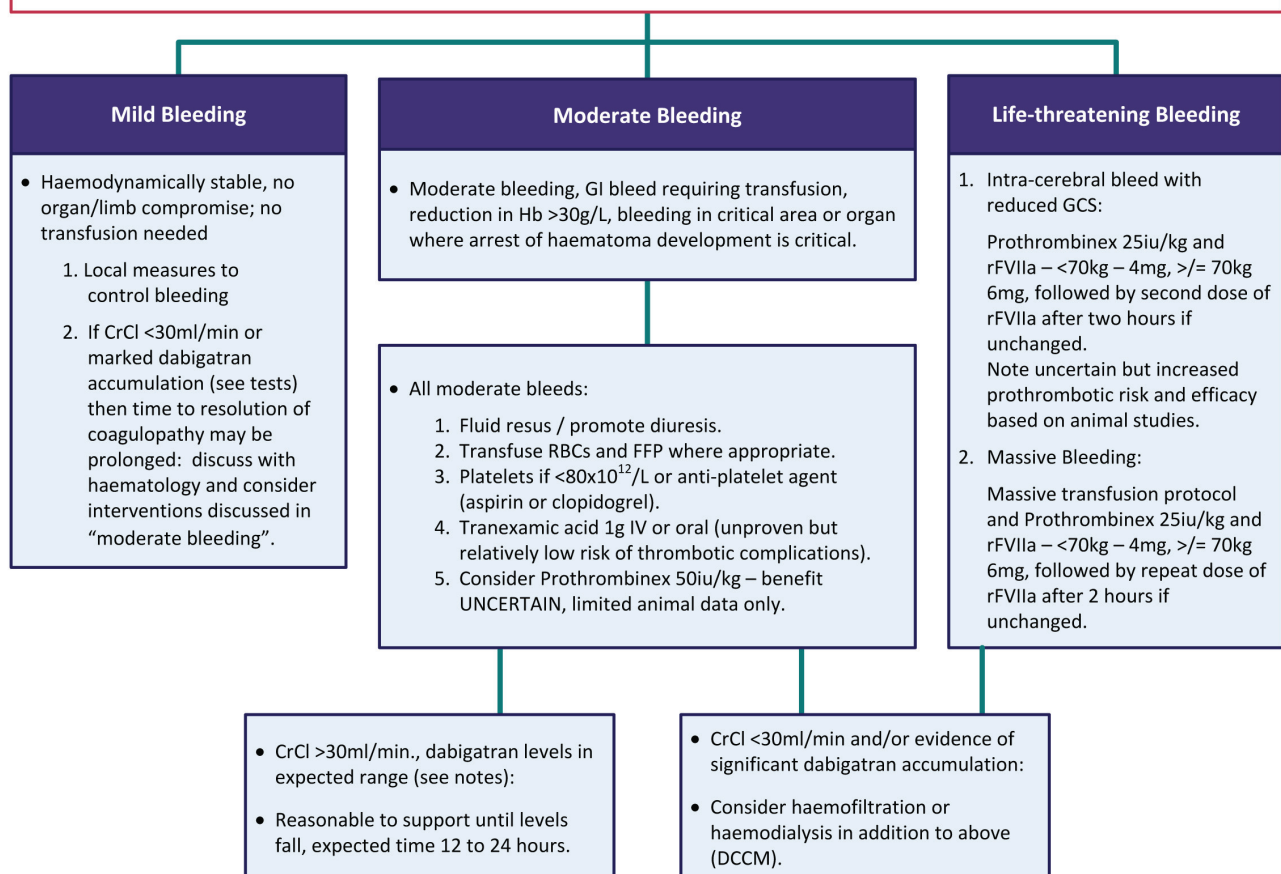 Mild Bleeding
• Haemodynamically stable, no
organ/limb compromise; no
transfusion needed
1. Local measures to
control bleeding
2. If CrCl <30ml/min or
marked dabigatran
accumulation (see tests)
then time to resolution of
coagulopathy may be
prolonged:  discuss with
haematology and consider
interventions discussed in
“moderate bleeding”.
Moderate Bleeding
• Moderate bleeding, GI bleed requiring transfusion,
reduction in Hb >30g/L, bleeding in critical area or organ
where arrest of haematoma development is critical.
• All moderate bleeds:
1. Fluid resus / promote diuresis.
2. Transfuse RBCs and FFP where appropriate.
3. Platelets if <80x10¹²/L or anti-platelet agent
(aspirin or clopidogrel).
4. Tranexamic acid 1g IV or oral (unproven but
relatively low risk of thrombotic complications).
5. Consider Prothrombinex 50iu/kg – benefit
UNCERTAIN, limited animal data only.
Life-threatening Bleeding
1. Intra-cerebral bleed with
reduced GCS:
Prothrombinex 25iu/kg and
rFVIIa – <70kg – 4mg, >/= 70kg
6mg, followed by second dose of
rFVIIa after two hours if
unchanged.
Note uncertain but increased
prothrombotic risk and efficacy
based on animal studies.
2. Massive Bleeding:
Massive transfusion protocol
and Prothrombinex 25iu/kg and
rFVIIa – <70kg – 4mg, >/= 70kg
6mg, followed by repeat dose of
rFVIIa after 2 hours if
unchanged.
• CrCl >30ml/min., dabigatran levels in
expected range (see notes):
• Reasonable to support until levels
fall, expected time 12 to 24 hours.
• CrCl <30ml/min and/or evidence of
significant dabigatran accumulation:
• Consider haemofiltration or
haemodialysis in addition to above
(DCCM).